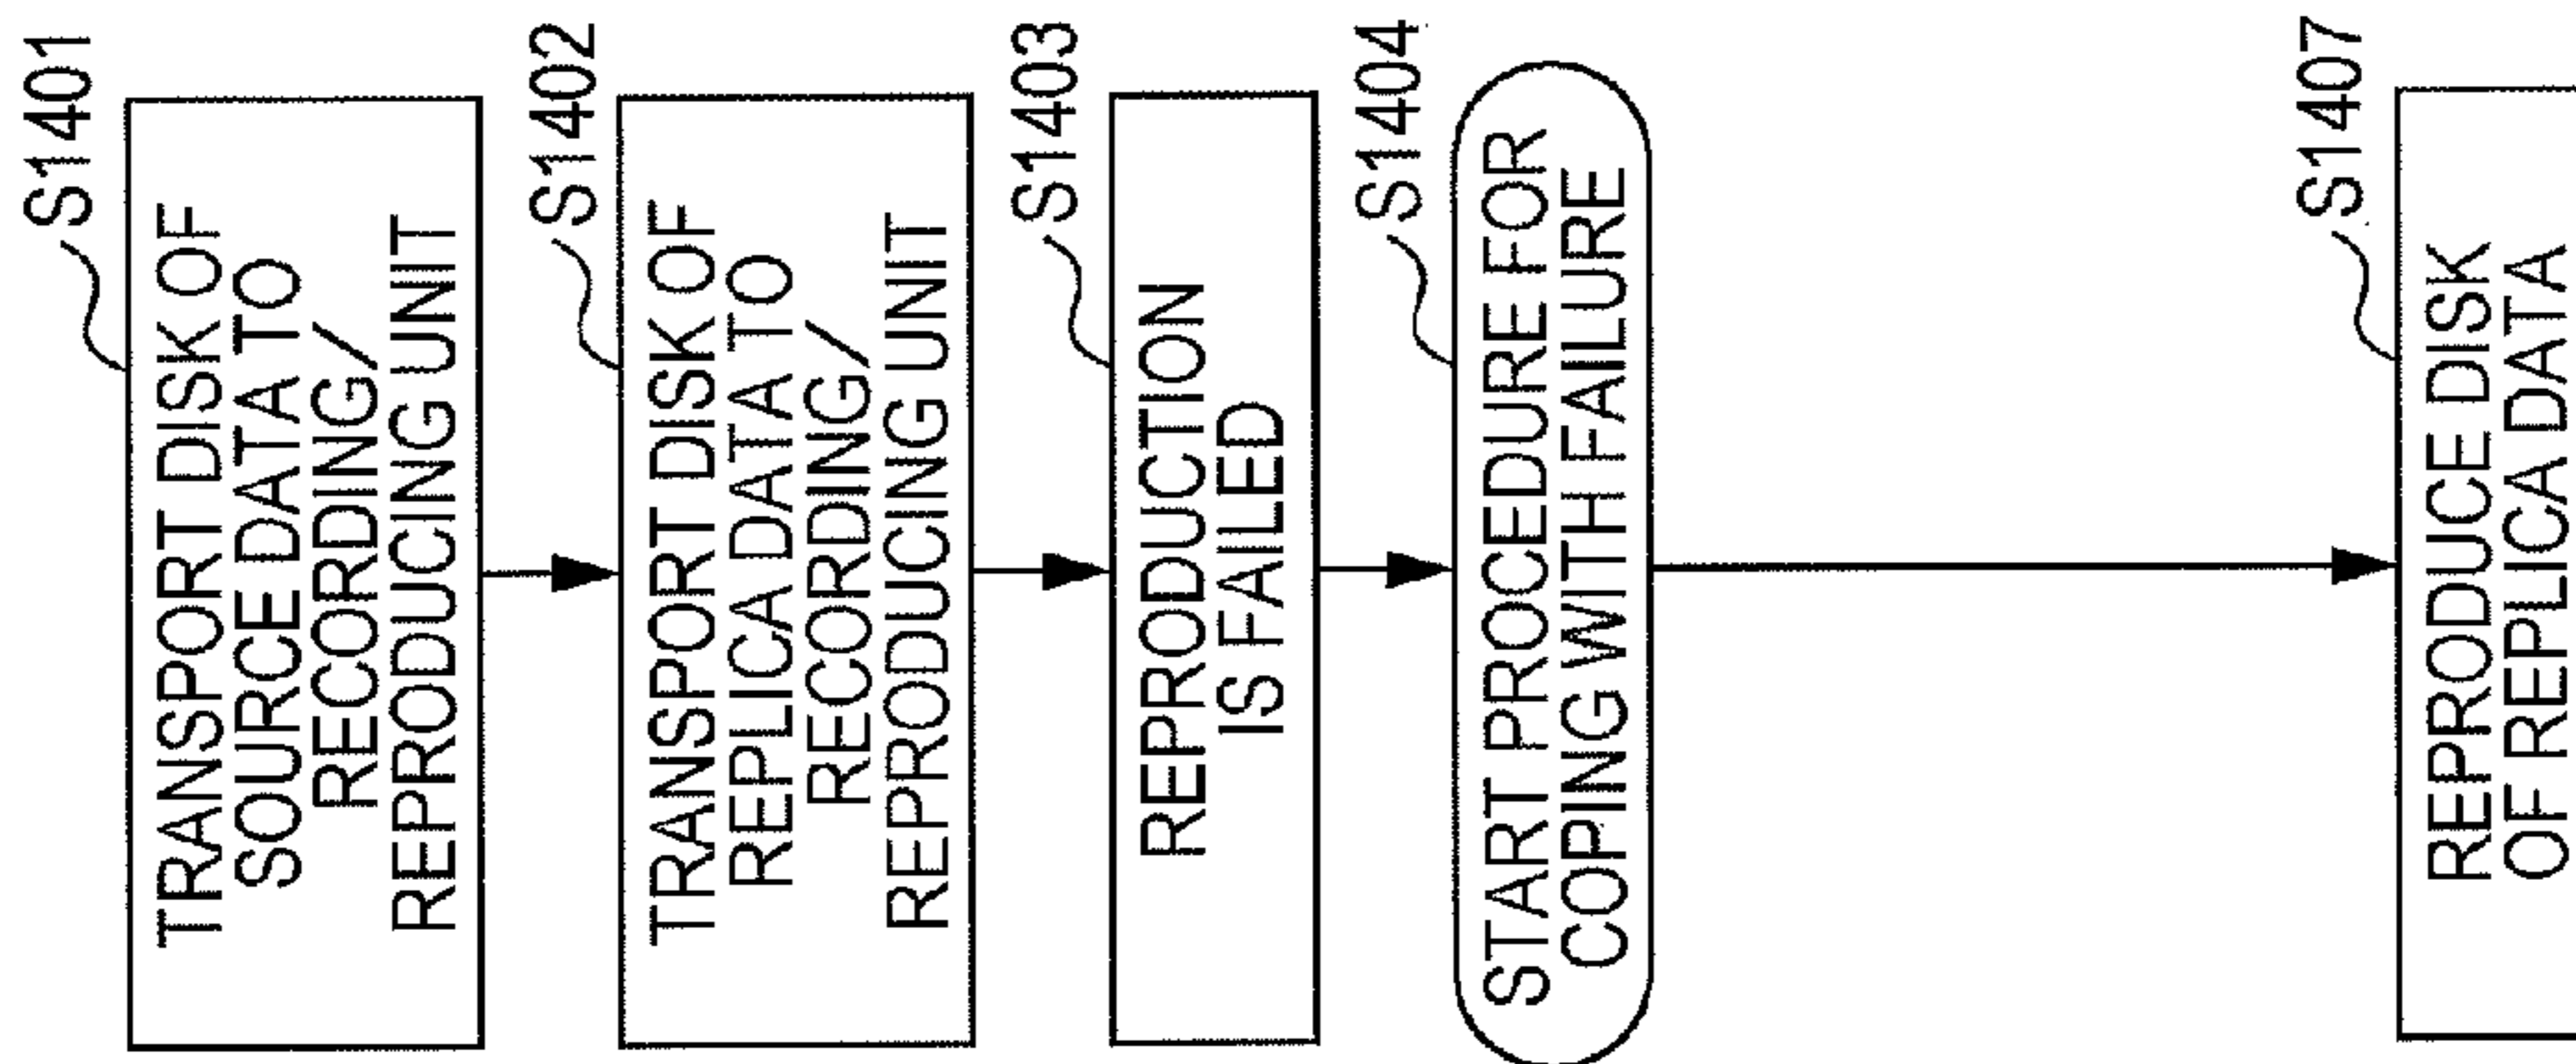 S1401
TRANSPORT DISK OF
SOURCE DATA TO
RECORDING /
REPRODUCING UNIT
S1402
TRANSPORT DISK OF
REPLICA DATA TO
RECORDING /
REPRODUCING UNIT
S1403
REPRODUCTION
IS FAILED
S1404
START PROCEDURE FOR
COPING WITH FAILURE
S1407
REPRODUCE DISK
OF REPLICA DATA